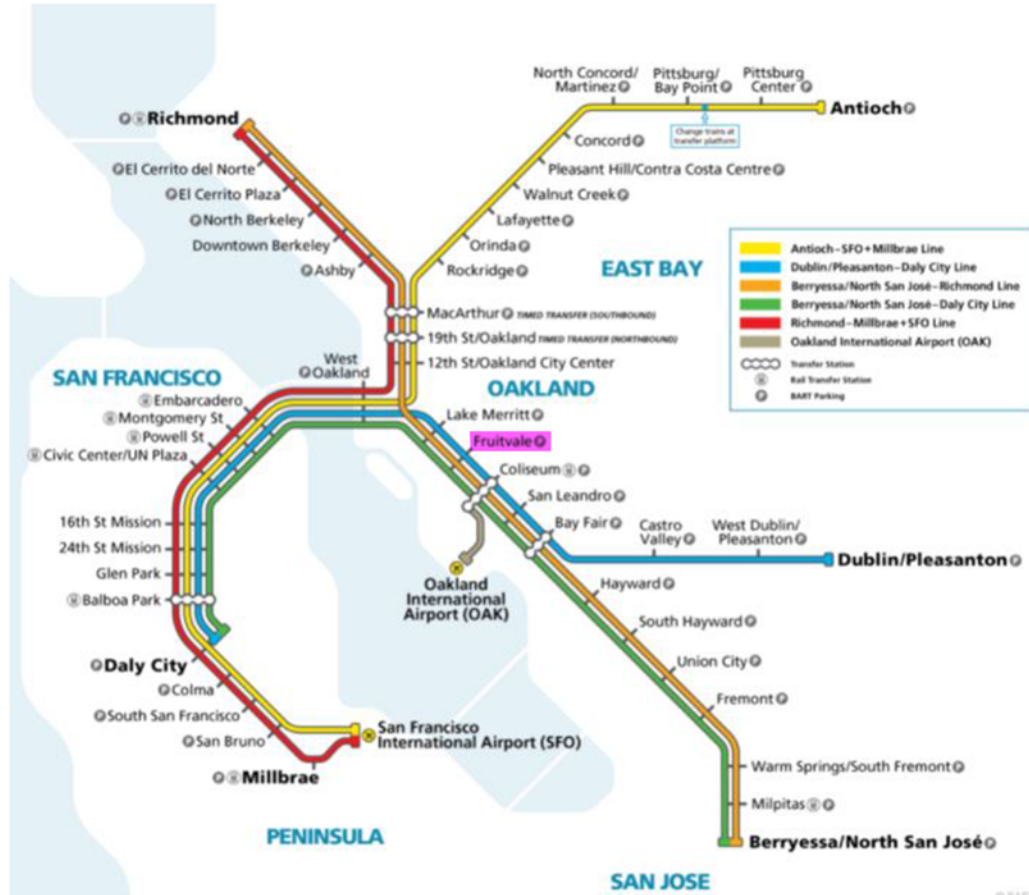 Richmond
El Cerrito del Norte
El Cerrito Plaza
North Berkeley
Downtown Berkeley
Ashby
North Concord/
Martinez P
Pittsburg/
Bay Point P
Pittsburg
Center P
Antioch P
Change trains at
transfer platform
Concord P
Pleasant Hill/Contra Costa Centre P
Walnut Creek P
Lafayette P
Orinda P
Rockridge P
EAST BAY
Antioch–SFO+Millbrae Line
Dublin/Pleasanton–Daly City Line
Berryessa/North San José–Richmond Line
Berryessa/North San José–Daly City Line
Richmond–Millbrae+SFO Line
Oakland International Airport (OAK)
Transfer Station
Rail Transfer Station
P BART Parking
MacArthur P TIMED TRANSFER (SOUTHBOUND)
19th St/Oakland TIMED TRANSFER (NORTHBOUND)
12th St/Oakland City Center
West
P Oakland
SAN FRANCISCO
OAKLAND
Embarcadero
Montgomery St
Powell St
Civic Center/UN Plaza
16th St Mission
24th St Mission
Glen Park
Balboa Park
P Daly City
P Colma
P South San Francisco
P San Bruno
P Millbrae
San Francisco
International Airport (SFO)
Lake Merritt P
Fruitvale P
Coliseum P
San Leandro P
Bay Fair P
Castro
Valley P
West Dublin/
Pleasanton P
Dublin/Pleasanton P
Oakland
International
Airport (OAK)
Hayward P
South Hayward P
Union City P
Fremont P
Warm Springs/South Fremont P
Milpitas P
Berryessa/North San José P
PENINSULA
SAN JOSE